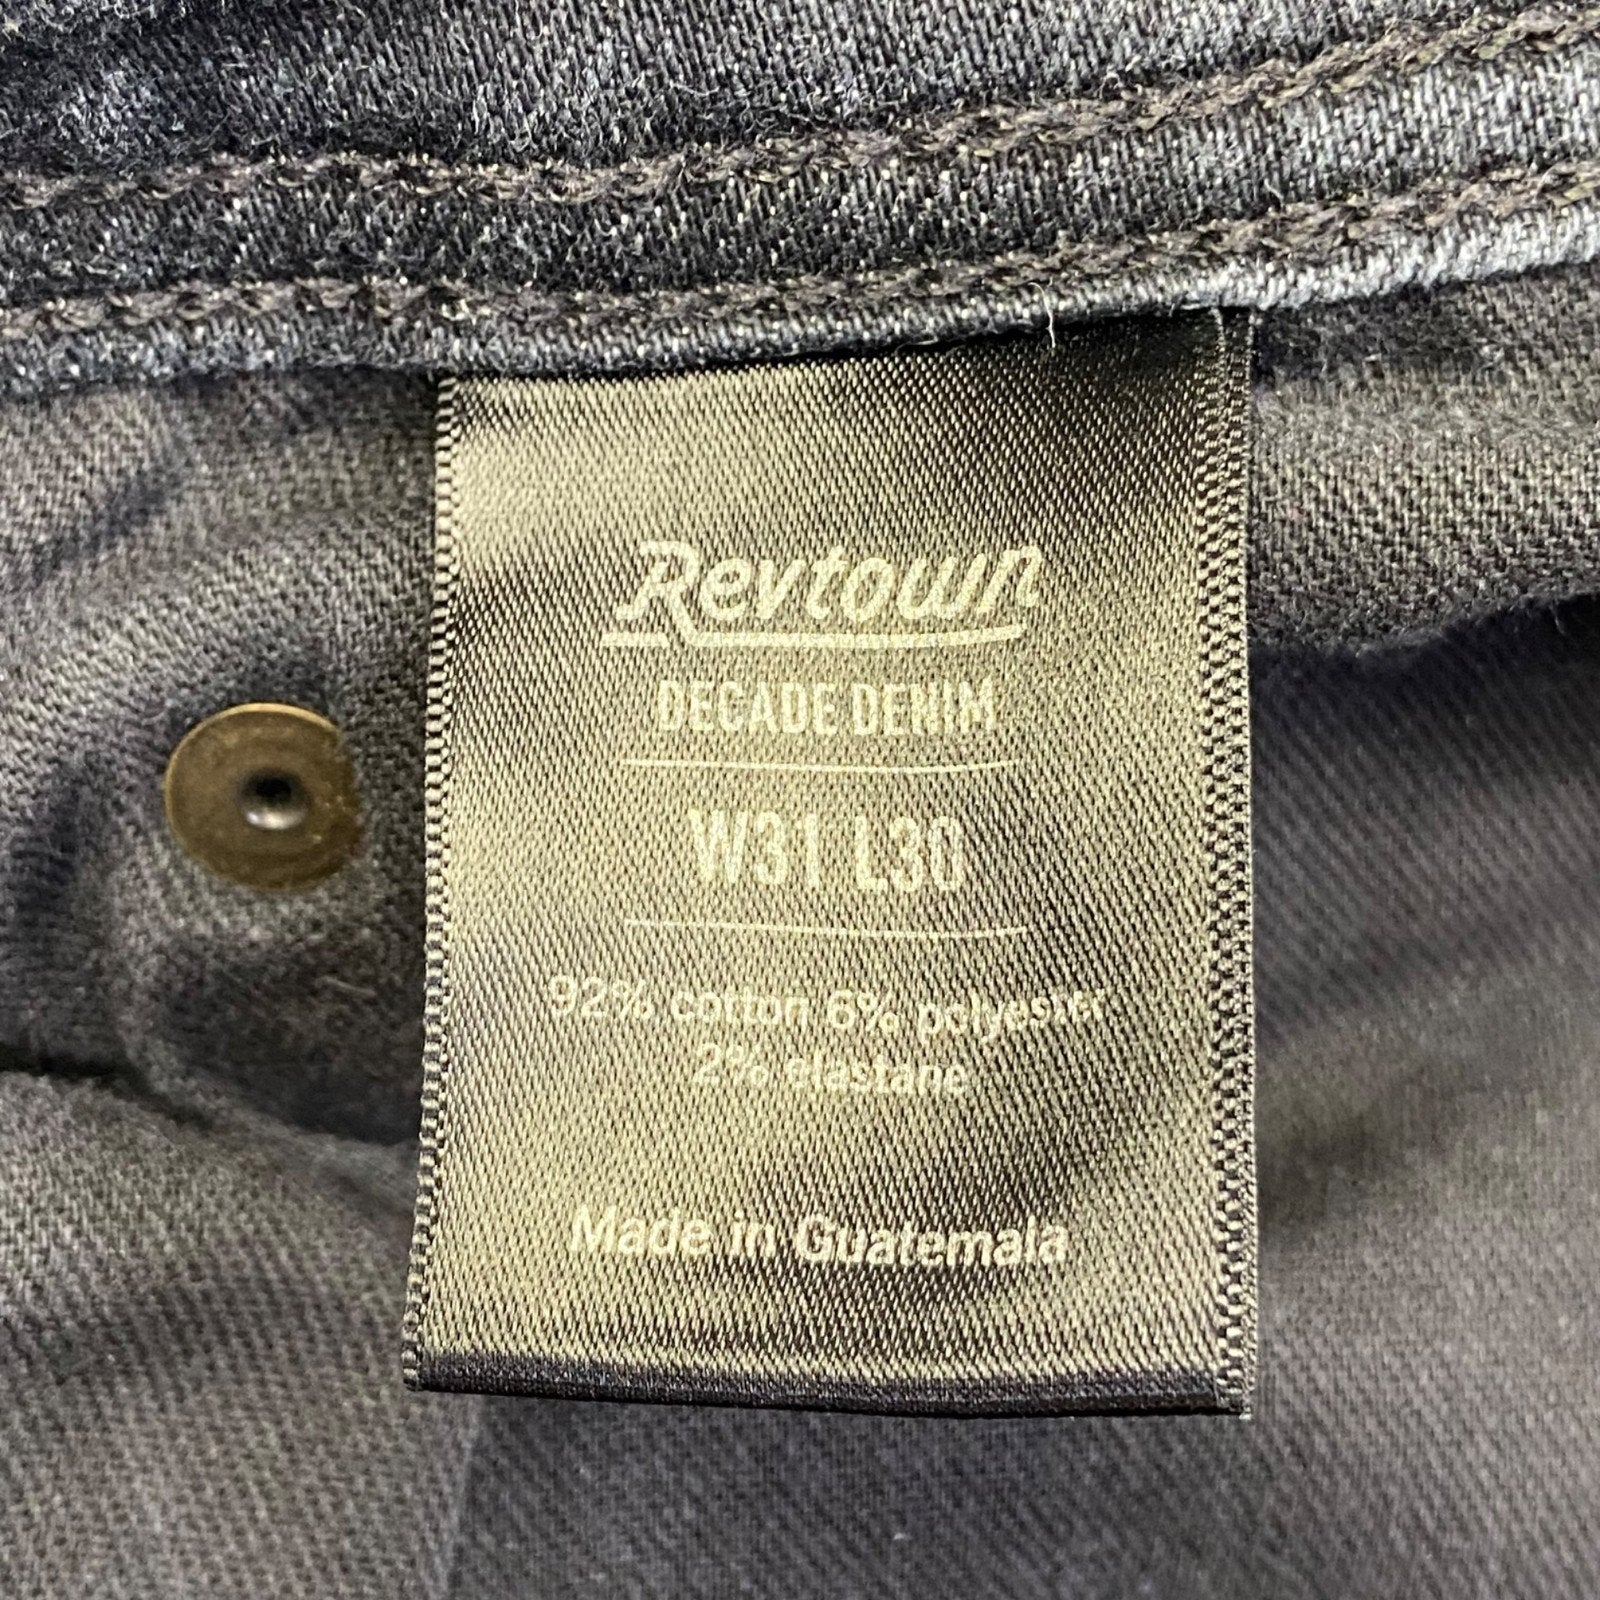 Revtown
DECADE DENIM
W31 L30
92% cotton 6% polyester
2% elastane
Made in Guatemala